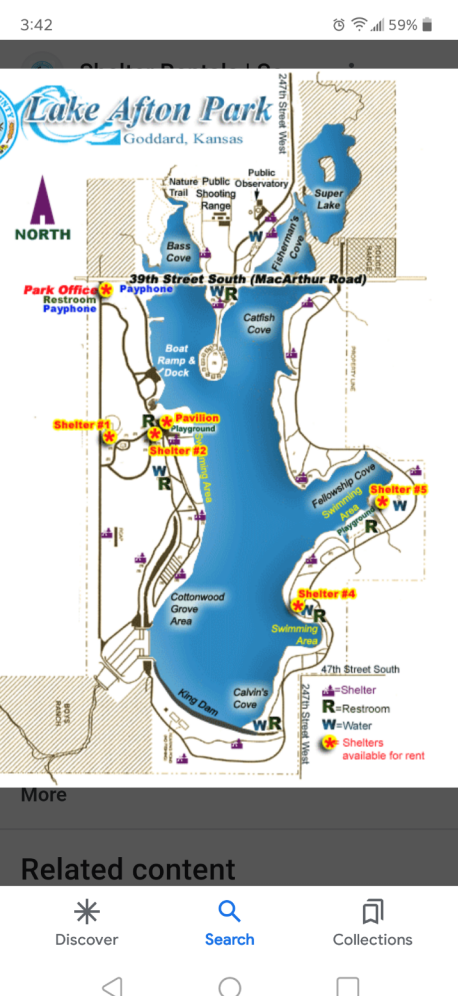 3:42
59%
Lake Afton Park
Goddard, Kansas
247th Street West
NORTH
Nature Trail
Public Shooting Range
Public Observatory
Super Lake
W
Bass Cove
Fisherman's Cove
39th Street South (MacArthur Road)
Park Office
Restroom
Payphone
Payphone
WR
Catfish Cove
Boat Ramp & Dock
PROPERTY LINE
Shelter #1
R
Pavilion
Playground
Shelter #2
Swimming Area
W
R
Fellowship Cove
Swimming Area
Playground
Shelter #5
W
R
Shelter #4
WR
Swimming Area
Cottonwood Grove Area
47th Street South
247th Street West
King Dam
Calvin's Cove
WR
BOYS RANCH
=Shelter
R=Restroom
W=Water
Shelters available for rent
More
Related content
Discover
Search
Collections